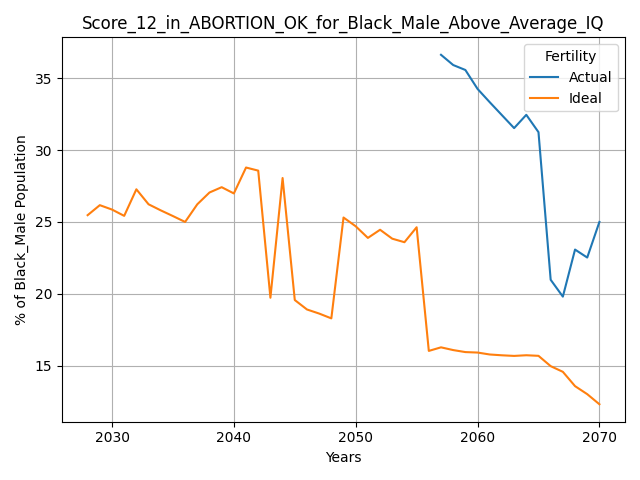 Score_12_in_ABORTION_OK_for_Black_Male_Above_Average_IQ
Fertility
Actual
Ideal
% of Black_Male Population
35
30
25
20
15
2030 2040 2050 2060 2070
Years